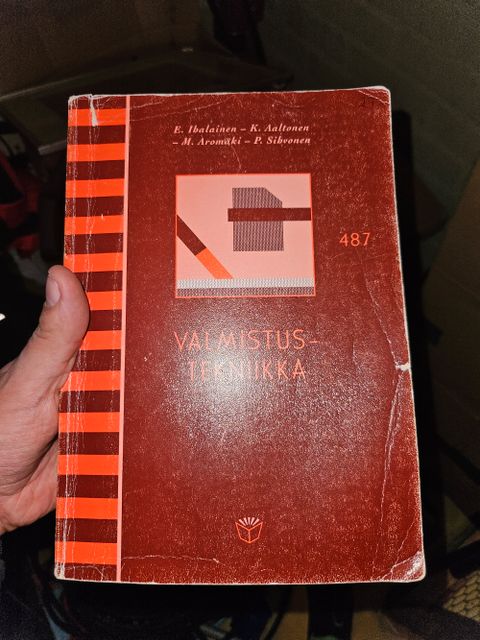 E. Ihalainen – K. Aaltonen
– M. Aromäki – P. Sihvonen
487
VALMISTUS-
TEKNIIKKA